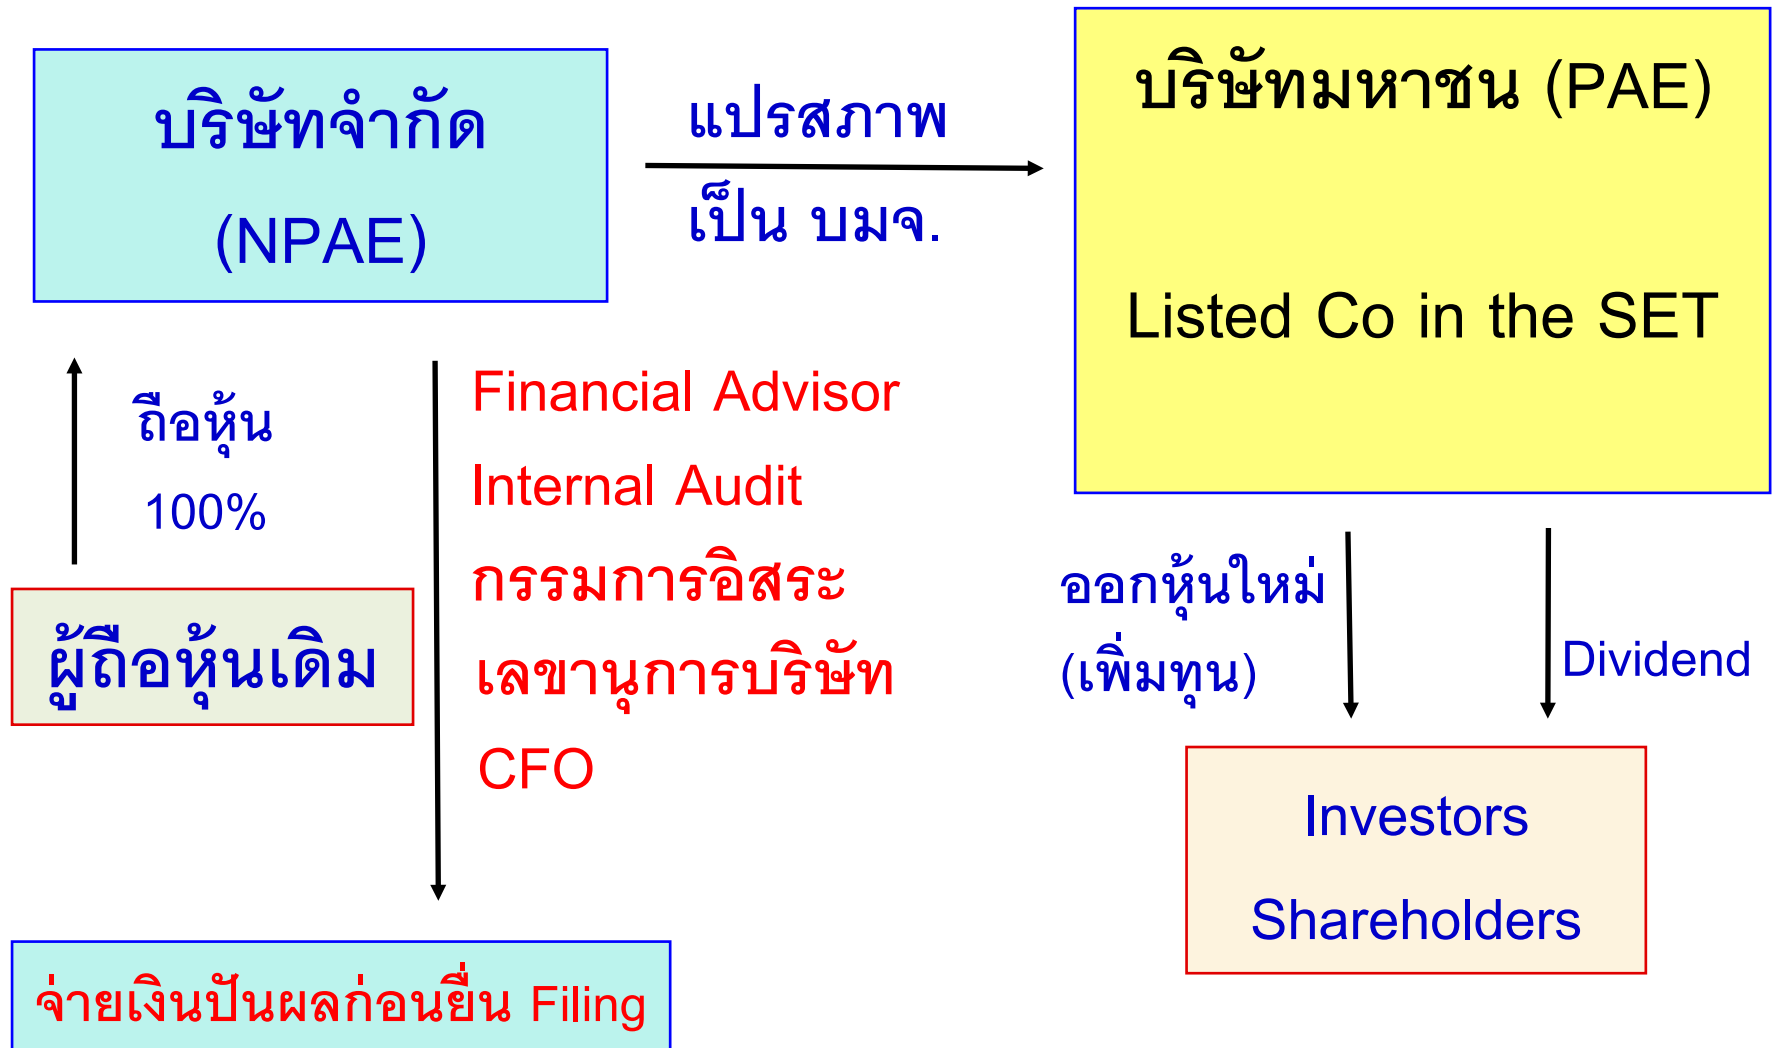 บริษัทจำกัด
(NPAE)
แปรสภาพ
เป็น บมจ.
บริษัทมหาชน (PAE)
Listed Co in the SET
ถือหุ้น
100%
ผู้ถือหุ้นเดิม
Financial Advisor
Internal Audit
กรรมการอิสระ
เลขานุการบริษัท
CFO
จ่ายเงินปันผลก่อนยื่น Filing
ออกหุ้นใหม่
(เพิ่มทุน)
Dividend
Investors
Shareholders